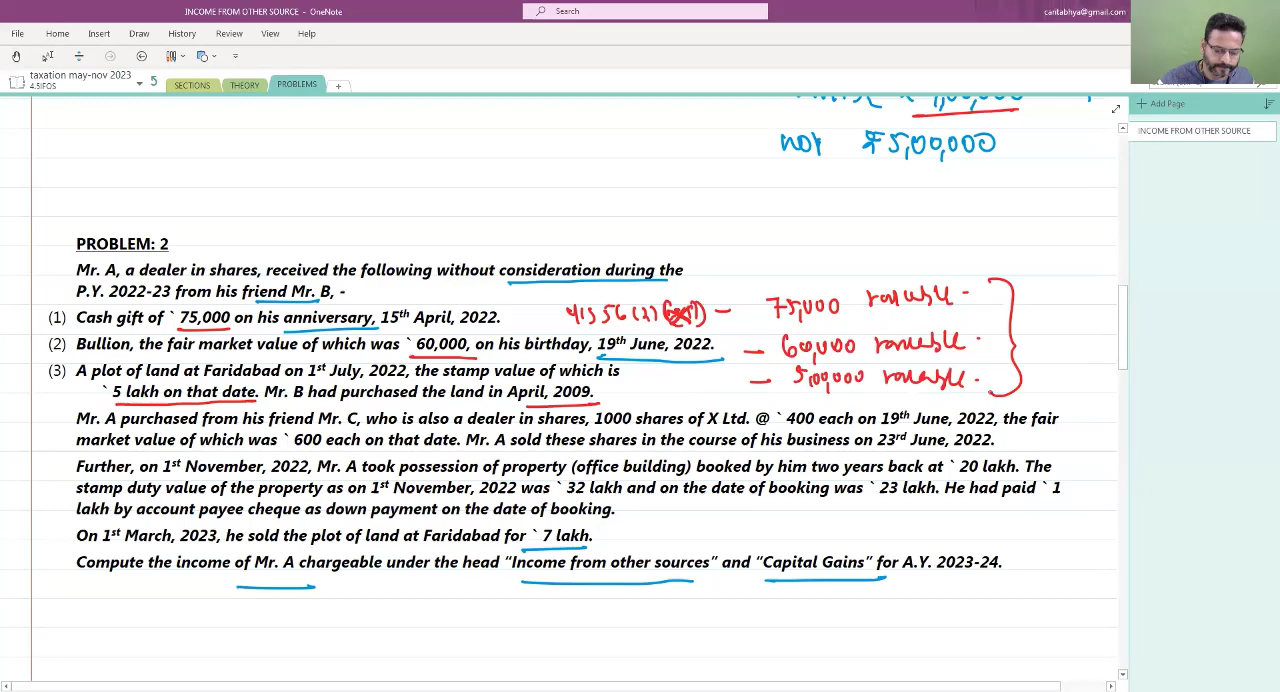 INCOME FROM OTHER SOURCE - OneNote
Search
cantabhya@gmail.com
File Home Insert Draw History Review View Help
taxation may-nov 2023
4.5IFOS
5 SECTIONS THEORY PROBLEMS +
Add Page
INCOME FROM OTHER SOURCE
not ₹5,00,000
PROBLEM: 2
Mr. A, a dealer in shares, received the following without consideration during the
P.Y. 2022-23 from his friend Mr. B, -
(1) Cash gift of ` 75,000 on his anniversary, 15th April, 2022.
U/S 56(2) – 75,000 taxable -
(2) Bullion, the fair market value of which was ` 60,000, on his birthday, 19th June, 2022.
– 60,000 taxable -
(3) A plot of land at Faridabad on 1st July, 2022, the stamp value of which is
– 5,00,000 taxable -
` 5 lakh on that date. Mr. B had purchased the land in April, 2009.
Mr. A purchased from his friend Mr. C, who is also a dealer in shares, 1000 shares of X Ltd. @ ` 400 each on 19th June, 2022, the fair
market value of which was ` 600 each on that date. Mr. A sold these shares in the course of his business on 23rd June, 2022.
Further, on 1st November, 2022, Mr. A took possession of property (office building) booked by him two years back at ` 20 lakh. The
stamp duty value of the property as on 1st November, 2022 was ` 32 lakh and on the date of booking was ` 23 lakh. He had paid ` 1
lakh by account payee cheque as down payment on the date of booking.
On 1st March, 2023, he sold the plot of land at Faridabad for ` 7 lakh.
Compute the income of Mr. A chargeable under the head “Income from other sources” and “Capital Gains” for A.Y. 2023-24.